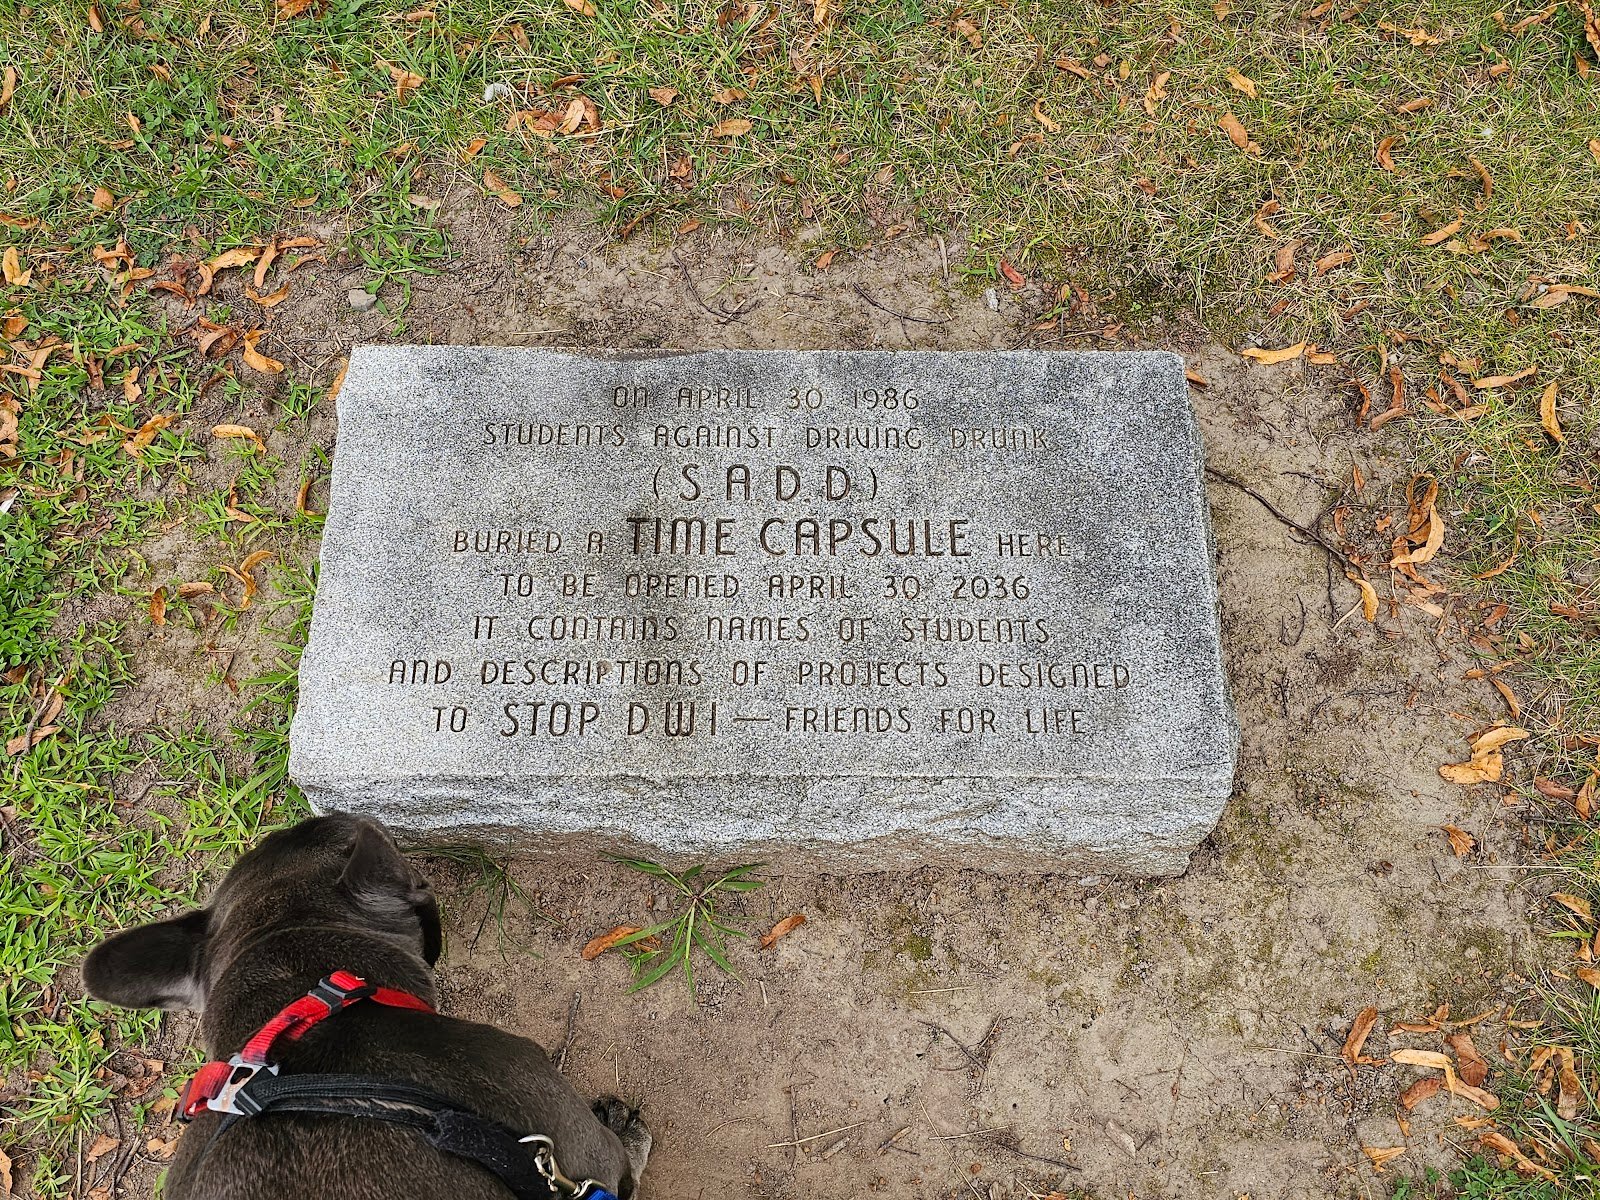 ON APRIL 30 1986
STUDENTS AGAINST DRIVING DRUNK
(S.A.D.D.)
BURIED A TIME CAPSULE HERE
TO BE OPENED APRIL 30 2036
IT CONTAINS NAMES OF STUDENTS
AND DESCRIPTIONS OF PROJECTS DESIGNED
TO STOP DWI — FRIENDS FOR LIFE